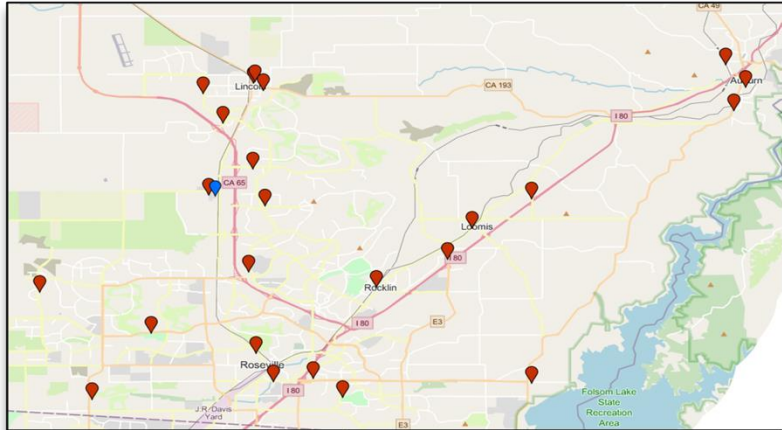 CA 49
Auburn
Lincoln
CA 193
I 80
CA 65
Loomis
I 80
Rocklin
I 80
E3
Roseville
I 80
J.R. Davis
Yard
E3
Folsom Lake
State
Recreation
Area